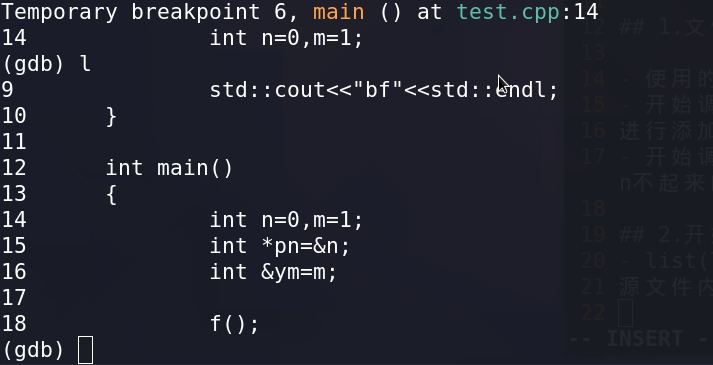 Temporary breakpoint 6, main () at test.cpp:14
14              int n=0,m=1;
(gdb) l
9               std::cout<<"bf"<<std::endl;
10      }
11
12      int main()
13      {
14              int n=0,m=1;
15              int *pn=&n;
16              int &ym=m;
17
18              f();
(gdb)
12 ## 1.文
13
14 - 使用的
15 - 开始调
16 进行添加
17 - 开始调
n不起来
18
19 ## 2.开
20 - list(
21 源文件内
22
-- INSERT -